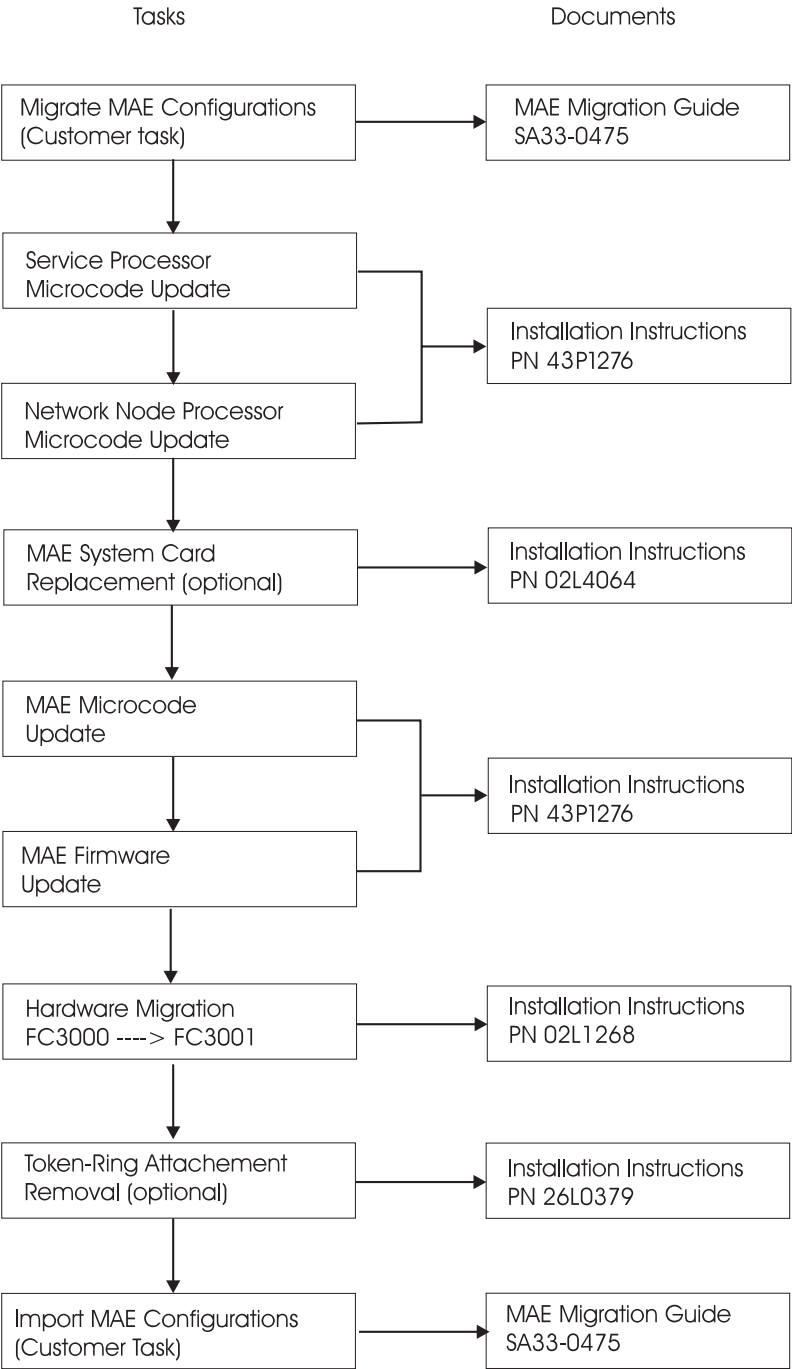 Tasks
Documents
Migrate MAE Configurations
(Customer task)
MAE Migration Guide
SA33-0475
Service Processor
Microcode Update
Installation Instructions
PN 43P1276
Network Node Processor
Microcode Update
MAE System Card
Replacement (optional)
Installation Instructions
PN 02L4064
MAE Microcode
Update
Installation Instructions
PN 43P1276
MAE Firmware
Update
Hardware Migration
FC3000 ----> FC3001
Installation Instructions
PN 02L1268
Token-Ring Attachement
Removal (optional)
Installation Instructions
PN 26L0379
Import MAE Configurations
(Customer Task)
MAE Migration Guide
SA33-0475